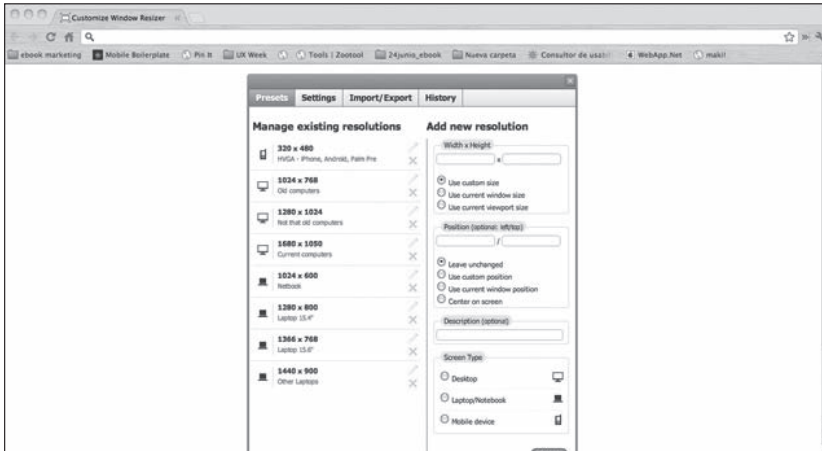 Customize Window Resizer
ebook marketing Mobile Boilerplate Pin It UX Week Tools | Zootool 24junio_ebook Nueva carpeta Consultor de usabil WebApp.Net makil
Presets Settings Import/Export History
Manage existing resolutions
320 x 480
HVGA - iPhone, Android, Palm Pre
1024 x 768
Old computers
1280 x 1024
Not that old computers
1680 x 1050
Current computers
1024 x 600
Netbook
1280 x 800
Laptop 15.4"
1366 x 768
Laptop 15.6"
1440 x 900
Other Laptops
Add new resolution
Width x Height
x
Use custom size
Use current window size
Use current viewport size
Position (optional: left/top)
/
Leave unchanged
Use custom position
Use current window position
Center on screen
Description (optional)
Screen Type
Desktop
Laptop/Notebook
Mobile device